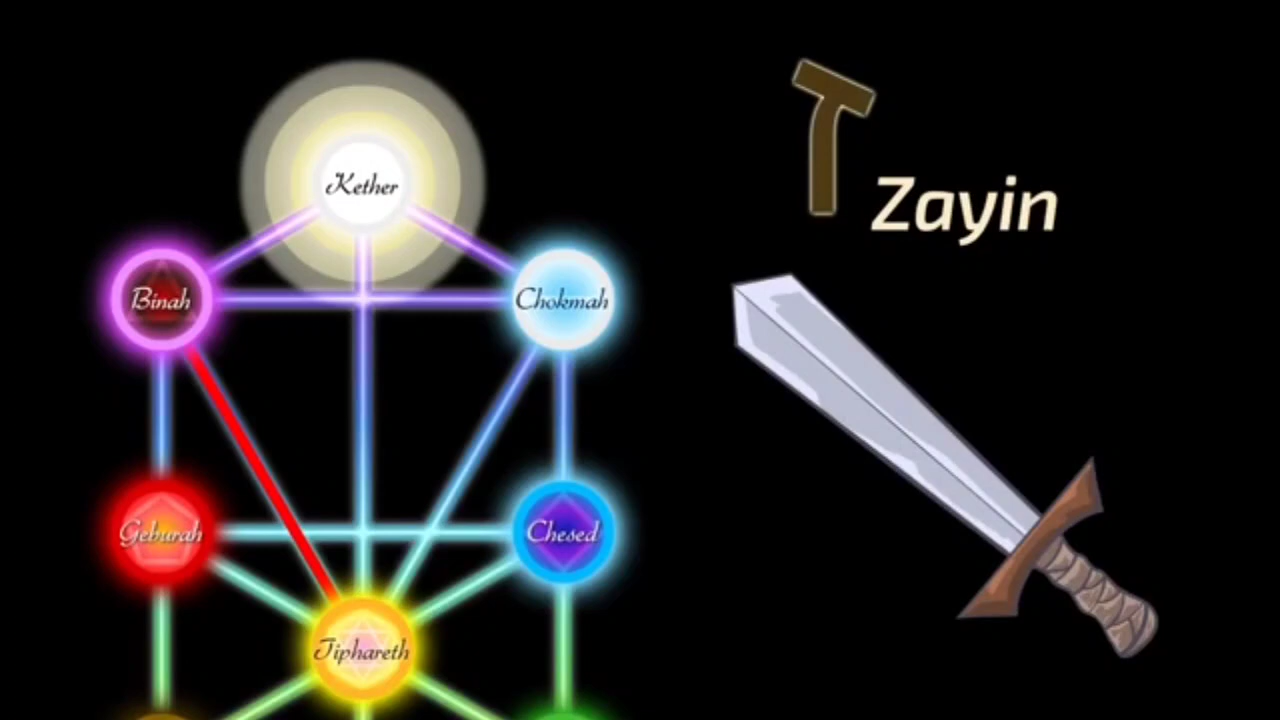 Kether
Binah
Chokmah
Geburah
Chesed
Tiphareth
ז
Zayin